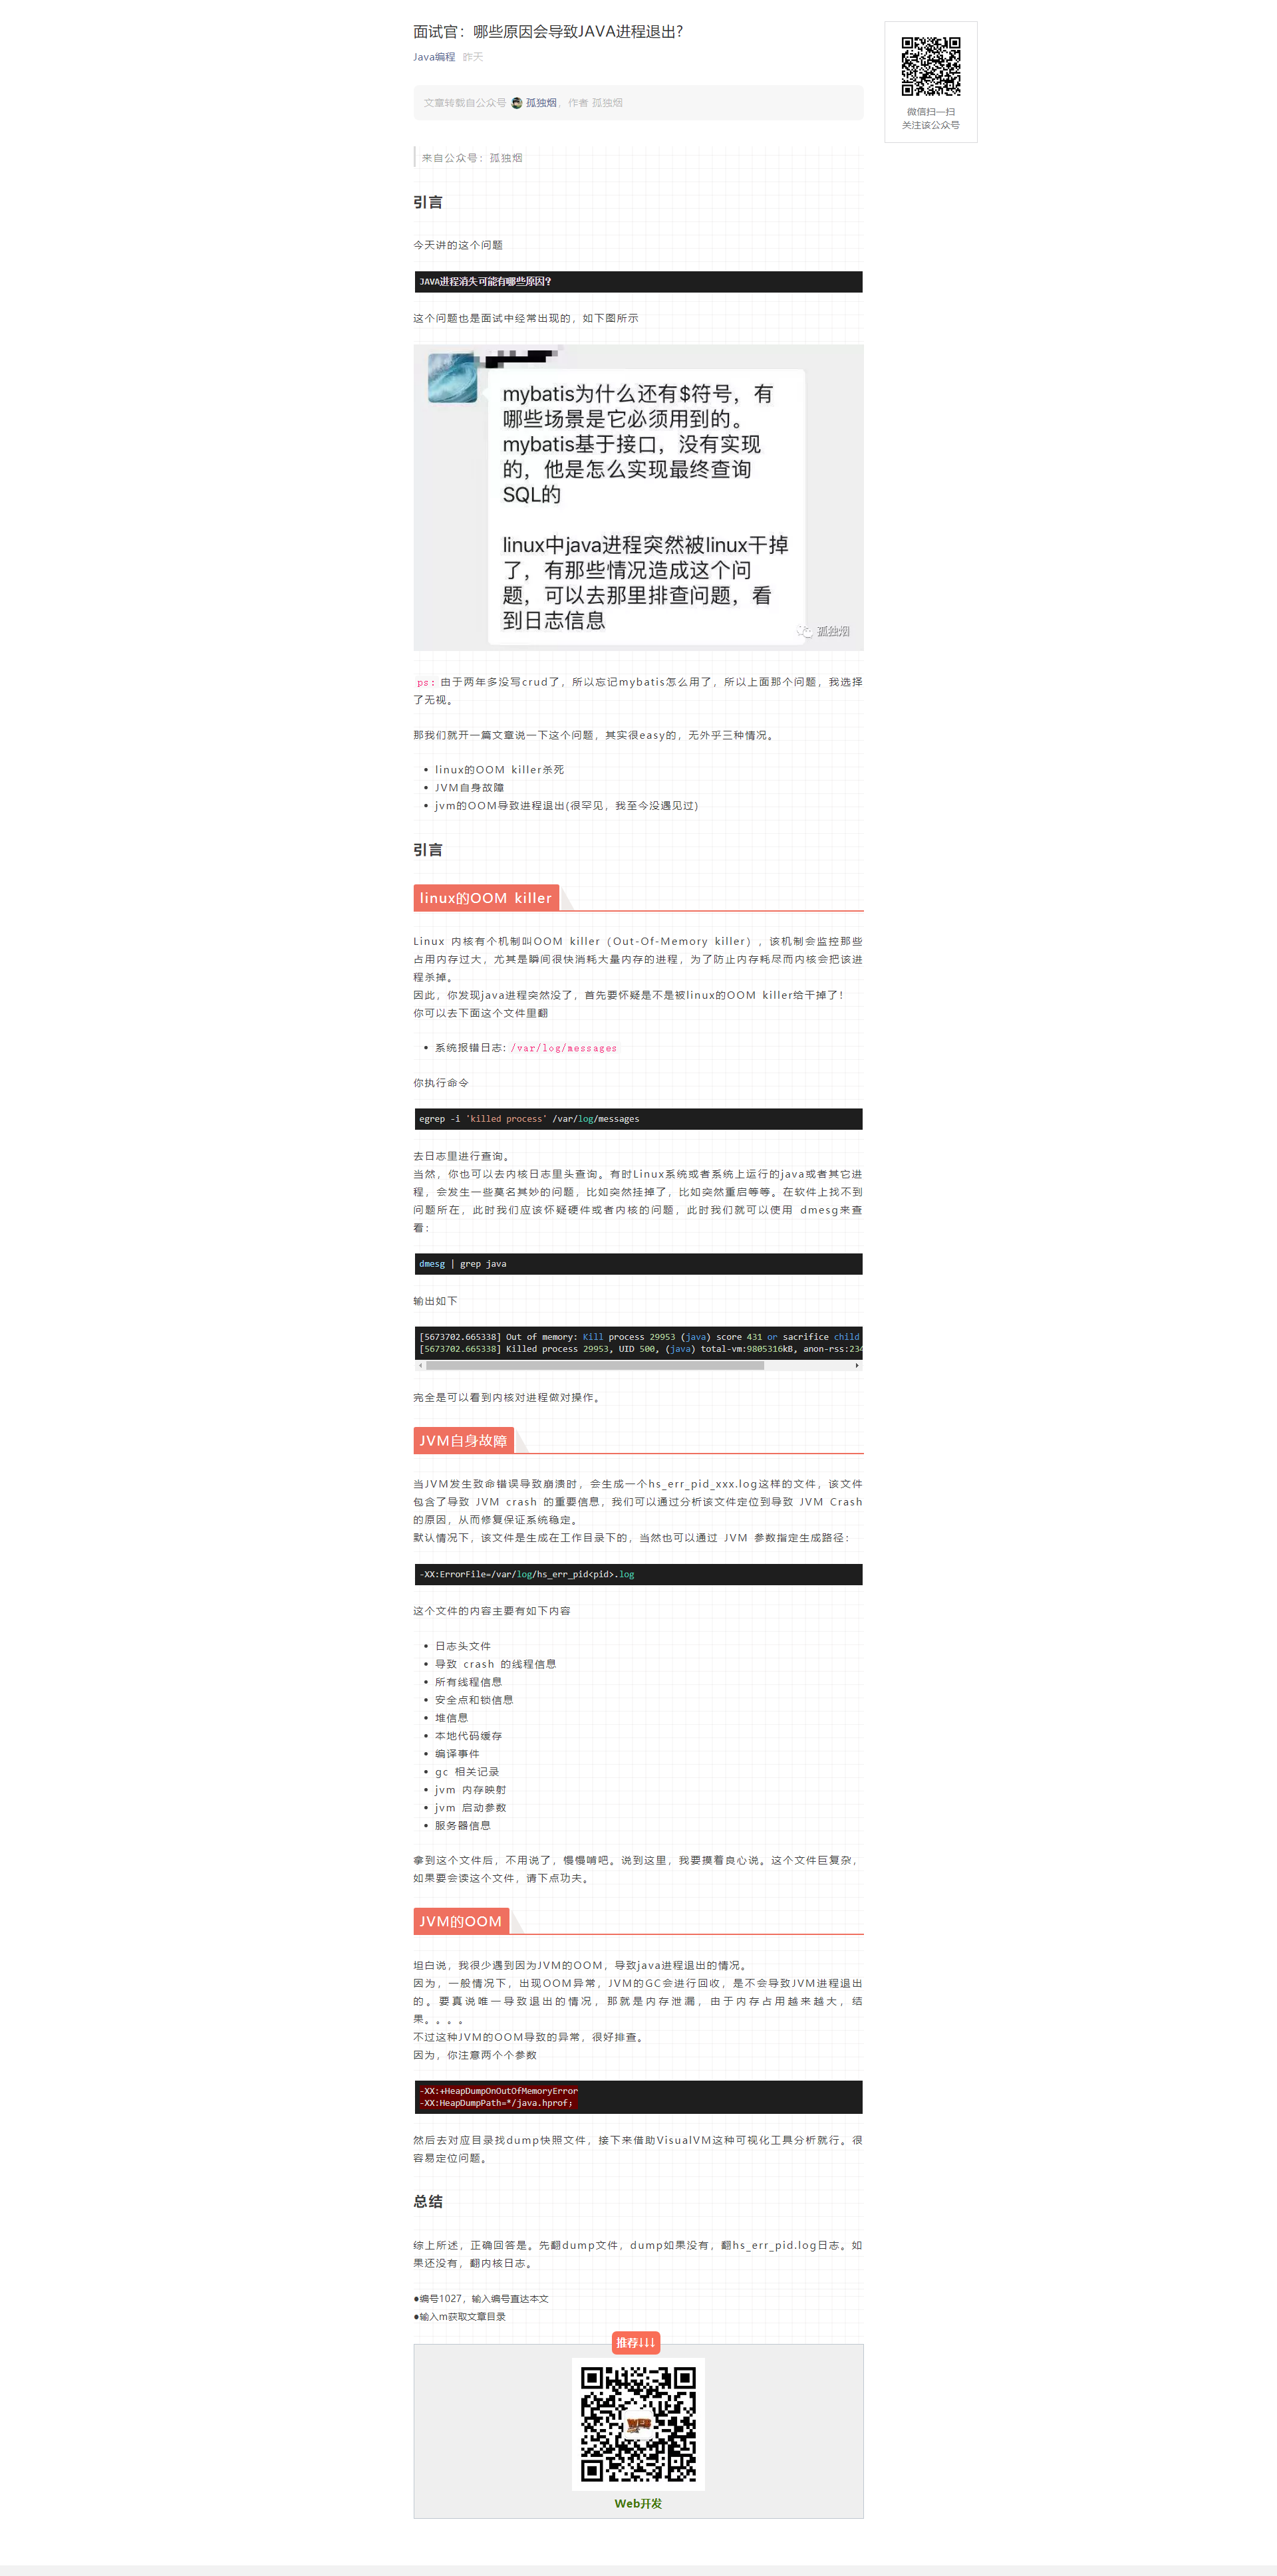 面试官：哪些原因会导致JAVA进程退出？
Java编程 昨天
微信扫一扫
关注该公众号
文章转载自公众号 孤独烟，作者 孤独烟
来自公众号：孤独烟
引言
今天讲的这个问题
JAVA进程消失可能有哪些原因?
这个问题也是面试中经常出现的，如下图所示
mybatis为什么还有$符号，有
哪些场景是它必须用到的。
mybatis基于接口，没有实现
的，他是怎么实现最终查询
SQL的
linux中java进程突然被linux干掉
了，有那些情况造成这个问
题，可以去那里排查问题，看
到日志信息
孤独烟
ps：由于两年多没写crud了，所以忘记mybatis怎么用了，所以上面那个问题，我选择
了无视。
那我们就开一篇文章说一下这个问题，其实很easy的，无外乎三种情况。
• linux的OOM killer杀死
• JVM自身故障
• jvm的OOM导致进程退出(很罕见，我至今没遇见过)
引言
linux的OOM killer
Linux 内核有个机制叫OOM killer（Out-Of-Memory killer），该机制会监控那些
占用内存过大，尤其是瞬间很快消耗大量内存的进程，为了防止内存耗尽而内核会把该进
程杀掉。
因此，你发现java进程突然没了，首先要怀疑是不是被linux的OOM killer给干掉了！
你可以去下面这个文件里翻
• 系统报错日志：/var/log/messages
你执行命令
egrep -i 'killed process' /var/log/messages
去日志里进行查询。
当然，你也可以去内核日志里头查询。有时Linux系统或者系统上运行的java或者其它进
程，会发生一些莫名其妙的问题，比如突然挂掉了，比如突然重启等等。在软件上找不到
问题所在，此时我们应该怀疑硬件或者内核的问题，此时我们就可以使用 dmesg来查
看：
dmesg | grep java
输出如下
[5673702.665338] Out of memory: Kill process 29953 (java) score 431 or sacrifice child
[5673702.665338] Killed process 29953, UID 500, (java) total-vm:9805316kB, anon-rss:234
完全是可以看到内核对进程做对操作。
JVM自身故障
当JVM发生致命错误导致崩溃时，会生成一个hs_err_pid_xxx.log这样的文件，该文件
包含了导致 JVM crash 的重要信息，我们可以通过分析该文件定位到导致 JVM Crash
的原因，从而修复保证系统稳定。
默认情况下，该文件是生成在工作目录下的，当然也可以通过 JVM 参数指定生成路径：
-XX:ErrorFile=/var/log/hs_err_pid<pid>.log
这个文件的内容主要有如下内容
• 日志头文件
• 导致 crash 的线程信息
• 所有线程信息
• 安全点和锁信息
• 堆信息
• 本地代码缓存
• 编译事件
• gc 相关记录
• jvm 内存映射
• jvm 启动参数
• 服务器信息
拿到这个文件后，不用说了，慢慢啃吧。说到这里，我要摸着良心说。这个文件巨复杂，
如果要会读这个文件，请下点功夫。
JVM的OOM
坦白说，我很少遇到因为JVM的OOM，导致java进程退出的情况。
因为，一般情况下，出现OOM异常，JVM的GC会进行回收，是不会导致JVM进程退出
的。要真说唯一导致退出的情况，那就是内存泄漏，由于内存占用越来越大，结
果。。。。
不过这种JVM的OOM导致的异常，很好排查。
因为，你注意两个个参数
-XX:+HeapDumpOnOutOfMemoryError
-XX:HeapDumpPath=*/java.hprof;
然后去对应目录找dump快照文件，接下来借助VisualVM这种可视化工具分析就行。很
容易定位问题。
总结
综上所述，正确回答是。先翻dump文件，dump如果没有，翻hs_err_pid.log日志。如
果还没有，翻内核日志。
●编号1027，输入编号直达本文
●输入m获取文章目录
推荐↓↓↓
WEB
Web开发